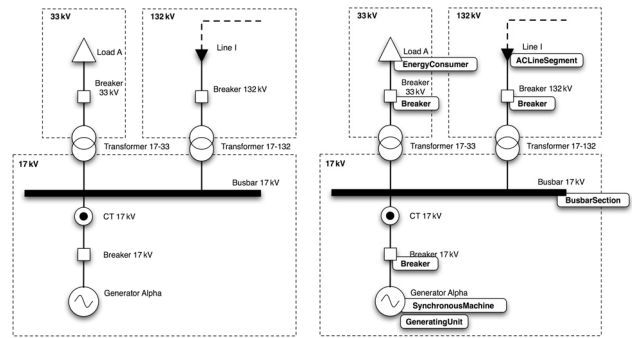 33 kV
132 kV
Load A
Line I
Breaker
33 kV
Breaker 132 kV
Transformer 17-33
Transformer 17-132
17 kV
Busbar 17 kV
CT 17 kV
Breaker 17 kV
Generator Alpha
33 kV
132 kV
Load A
EnergyConsumer
Line I
ACLineSegment
Breaker
33 kV
Breaker
Breaker 132 kV
Breaker
Transformer 17-33
Transformer 17-132
17 kV
Busbar 17 kV
BusbarSection
CT 17 kV
Breaker 17 kV
Breaker
Generator Alpha
SynchronousMachine
GeneratingUnit